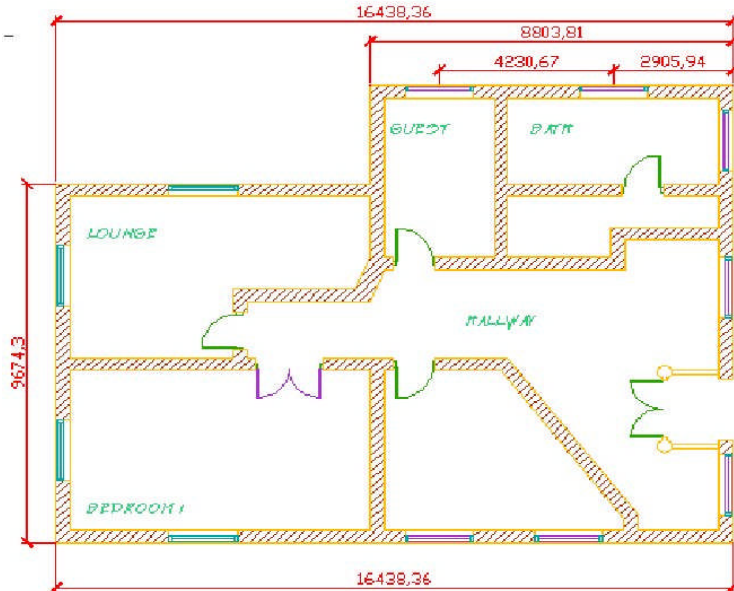 16438,36
8803,81
4230,67 2905,94
GUEST BATH
LOUNGE
HALLWAY
9674,3
BEDROOM 1
16438,36